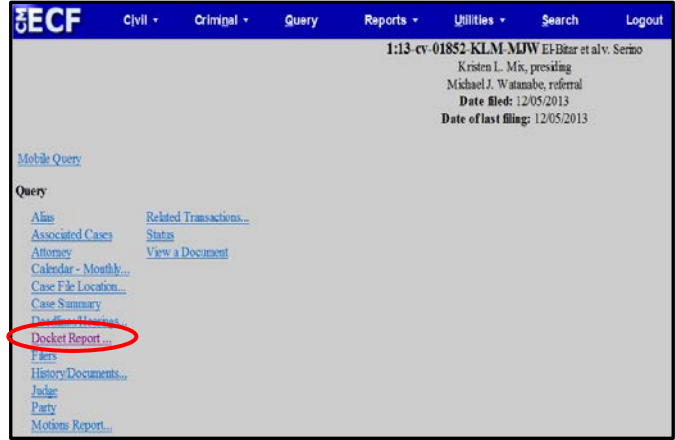 CM ECF Civil Criminal Query Reports Utilities Search Logout
1:13-cv-01852-KLM-MJW El-Bitar et al v. Serino
Kristen L. Mix, presiding
Michael J. Watanabe, referral
Date filed: 12/05/2013
Date of last filing: 12/05/2013
Mobile Query
Query
Alias Related Transactions...
Associated Cases Status
Attorney View a Document
Calendar - Monthly...
Case File Location...
Case Summary
Deadlines/Hearings...
Docket Report ...
Filers
History/Documents...
Judge
Party
Motions Report...